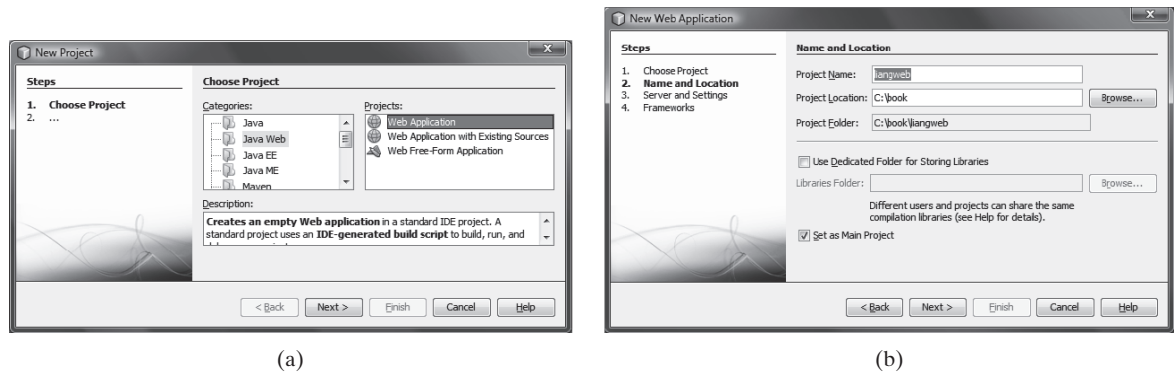 New Project
Steps
1. Choose Project
2. ...
Choose Project
Categories:
Java
Java Web
Java EE
Java ME
Maven
Projects:
Web Application
Web Application with Existing Sources
Web Free-Form Application
Description:
Creates an empty Web application in a standard IDE project. A
standard project uses an IDE-generated build script to build, run, and
< Back Next > Finish Cancel Help
(a)
New Web Application
Steps
1. Choose Project
2. Name and Location
3. Server and Settings
4. Frameworks
Name and Location
Project Name: liangweb
Project Location: C:\book Browse...
Project Folder: C:\book\liangweb
Use Dedicated Folder for Storing Libraries
Libraries Folder: Browse...
Different users and projects can share the same
compilation libraries (see Help for details).
Set as Main Project
< Back Next > Finish Cancel Help
(b)